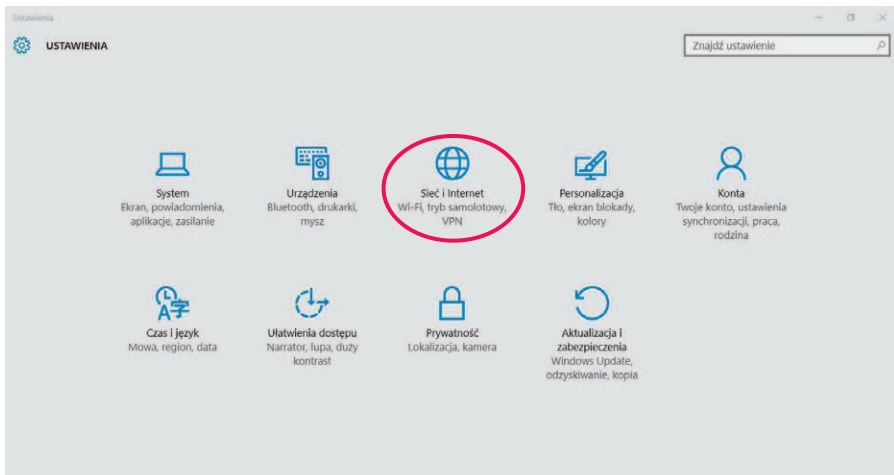 Ustawienia
USTAWIENIA
Znajdź ustawienie
System
Ekran, powiadomienia,
aplikacje, zasilanie
Urządzenia
Bluetooth, drukarki,
mysz
Sieć i Internet
Wi-Fi, tryb samolotowy,
VPN
Personalizacja
Tło, ekran blokady,
kolory
Konta
Twoje konto, ustawienia
synchronizacji, praca,
rodzina
Czas i język
Mowa, region, data
Ułatwienia dostępu
Narrator, lupa, duży
kontrast
Prywatność
Lokalizacja, kamera
Aktualizacja i
zabezpieczenia
Windows Update,
odzyskiwanie, kopia